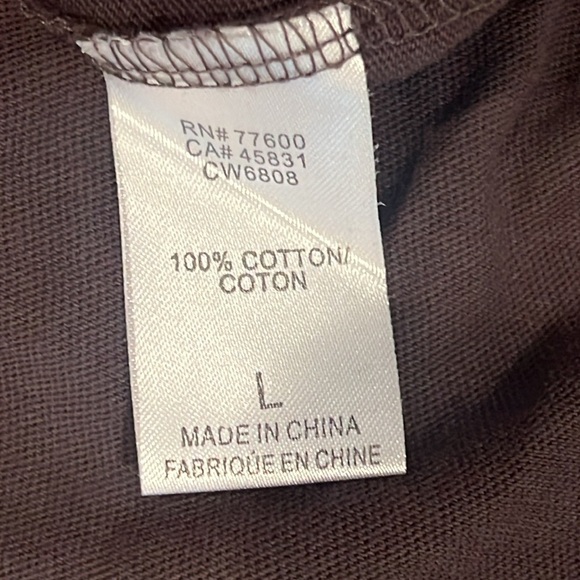 RN# 77600
CA# 45831
CW6808
100% COTTON/
COTON
L
MADE IN CHINA
FABRIQUE EN CHINE